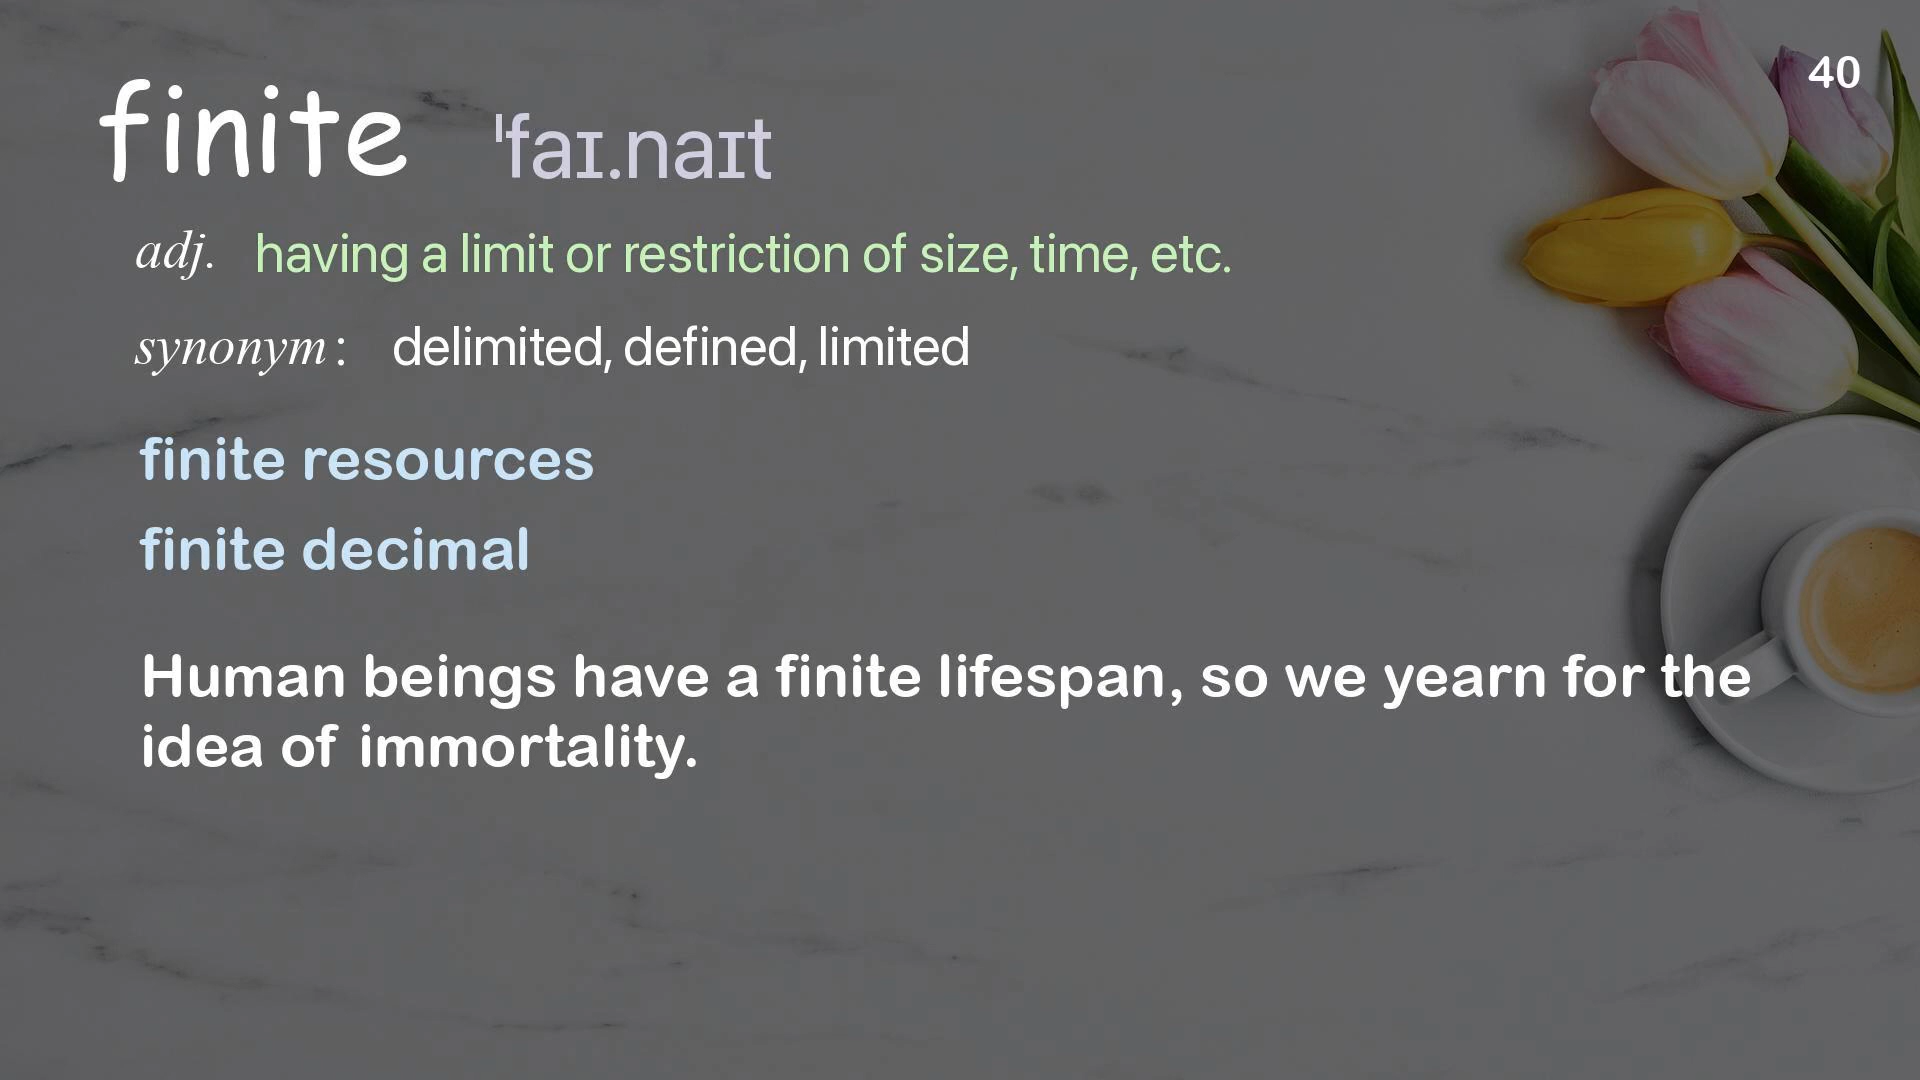 40
finite ˈfaɪ.naɪt
adj. having a limit or restriction of size, time, etc.
synonym: delimited, defined, limited
finite resources
finite decimal
Human beings have a finite lifespan, so we yearn for the
idea of immortality.